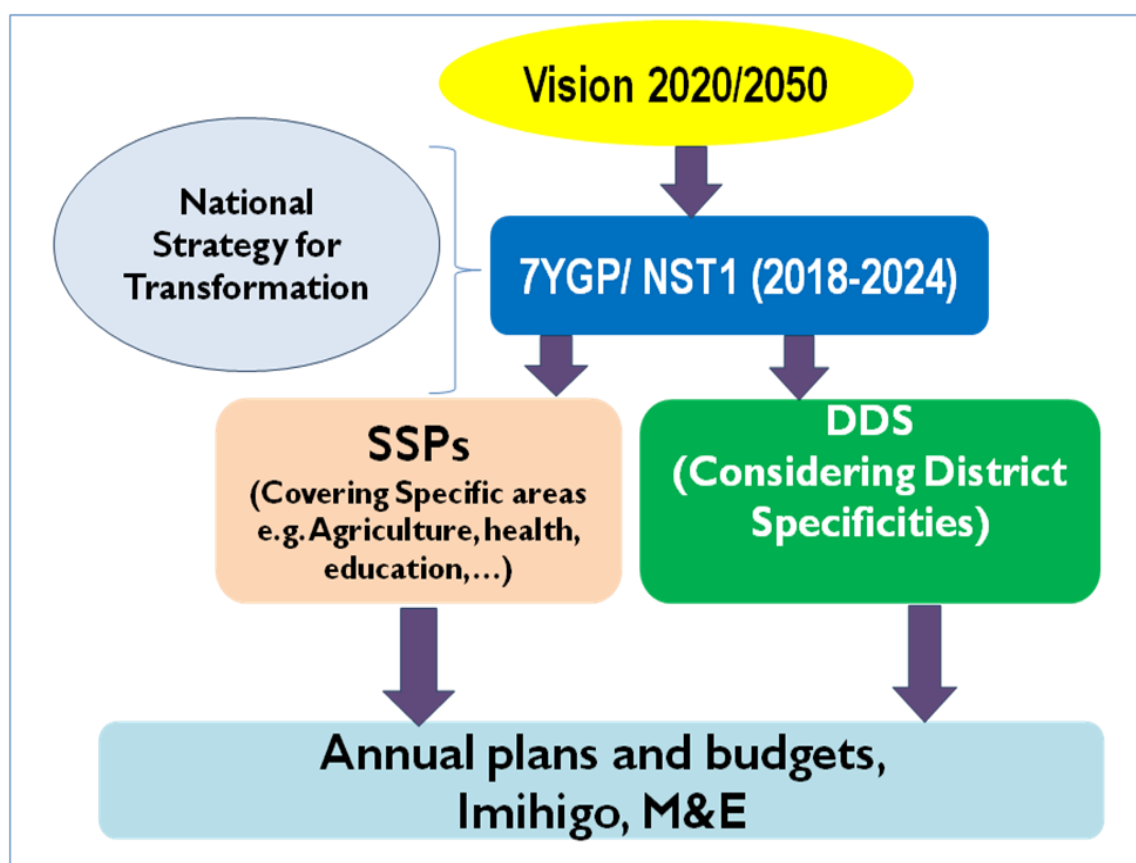 Vision 2020/2050
National
Strategy for
Transformation
7YGP/ NST1 (2018-2024)
SSPs
(Covering Specific areas
e.g. Agriculture, health,
education,...)
DDS
(Considering District
Specificities)
Annual plans and budgets,
Imihigo, M&E